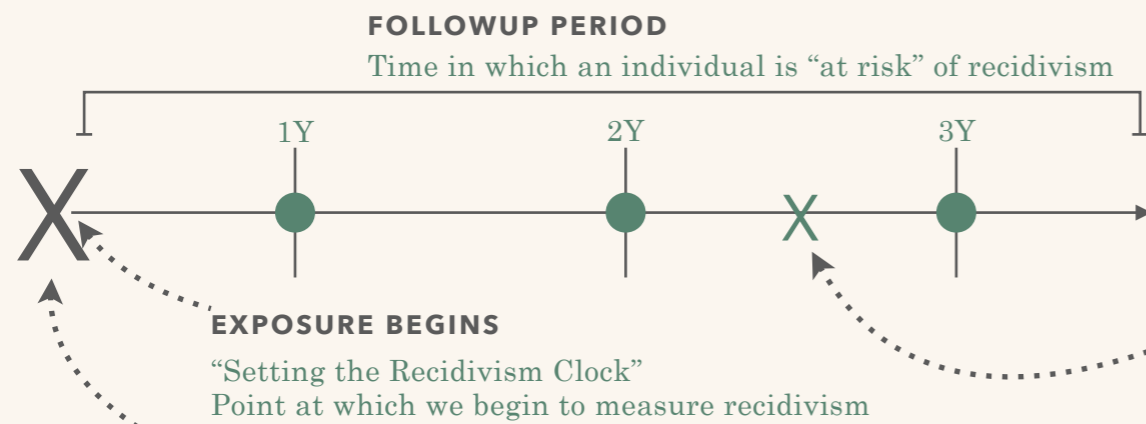 FOLLOWUP PERIOD
Time in which an individual is “at risk” of recidivism
1Y 2Y 3Y
X X
EXPOSURE BEGINS
“Setting the Recidivism Clock”
Point at which we begin to measure recidivism